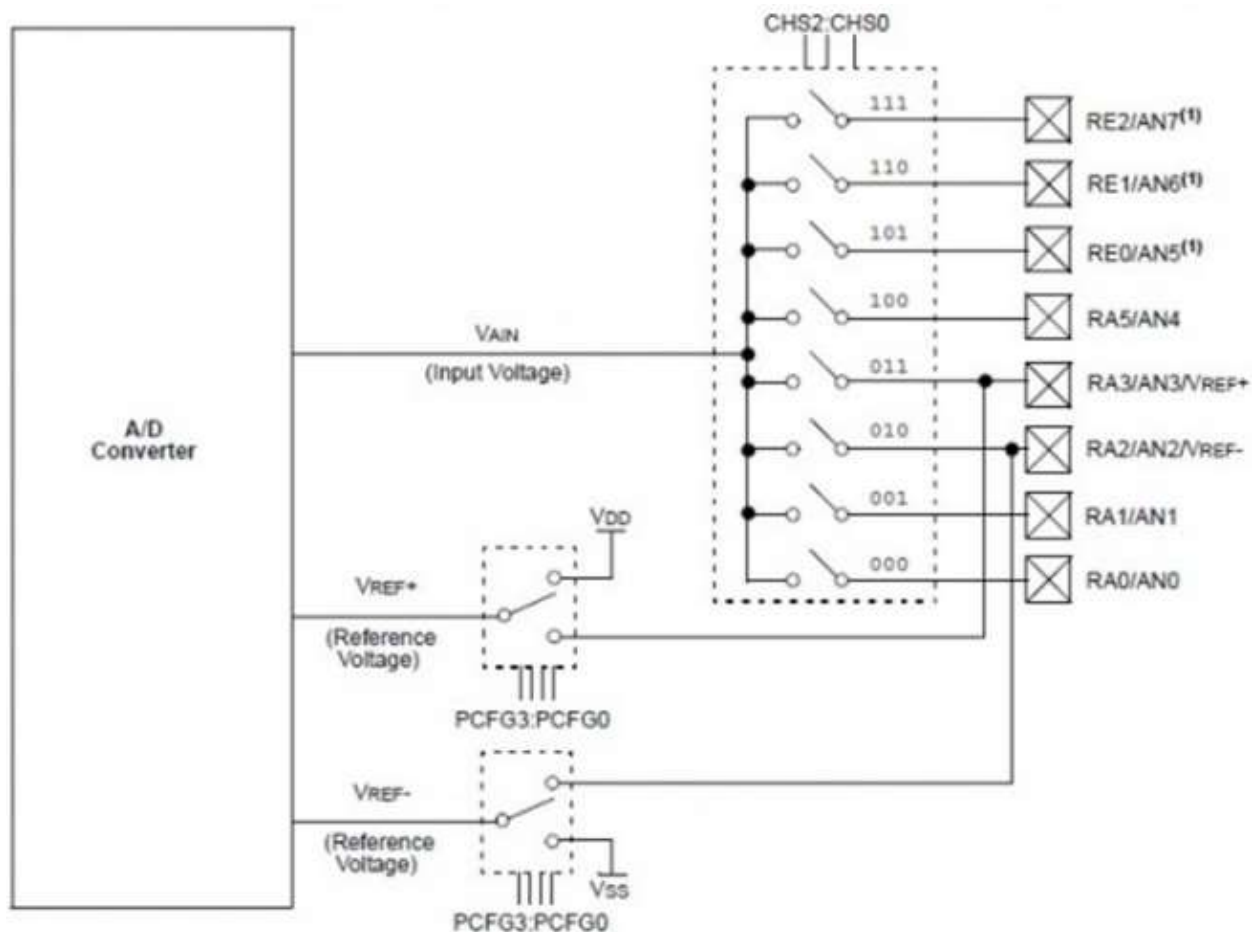 CHS2:CHS0
111
RE2/AN7(1)
110
RE1/AN6(1)
101
RE0/AN5(1)
100
RA5/AN4
VAIN
(Input Voltage)
011
RA3/AN3/VREF+
A/D
Converter
010
RA2/AN2/VREF-
001
RA1/AN1
VDD
000
RA0/AN0
VREF+
(Reference
Voltage)
PCFG3:PCFG0
VREF-
(Reference
Voltage)
VSS
PCFG3:PCFG0